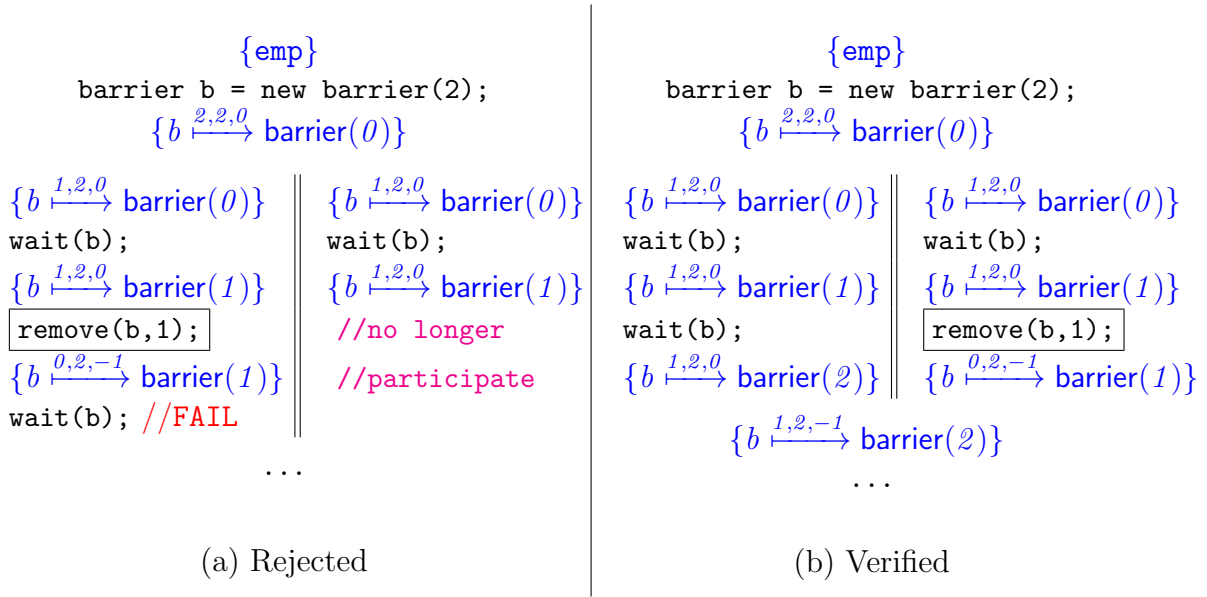 {emp}
barrier b = new barrier(2);
{b ⟼^{2,2,0} barrier(0)}
{b ⟼^{1,2,0} barrier(0)} || {b ⟼^{1,2,0} barrier(0)}
wait(b); || wait(b);
{b ⟼^{1,2,0} barrier(1)} || {b ⟼^{1,2,0} barrier(1)}
remove(b,1); || //no longer
{b ⟼^{0,2,−1} barrier(1)} || //participate
wait(b); //FAIL
...
(a) Rejected
{emp}
barrier b = new barrier(2);
{b ⟼^{2,2,0} barrier(0)}
{b ⟼^{1,2,0} barrier(0)} || {b ⟼^{1,2,0} barrier(0)}
wait(b); || wait(b);
{b ⟼^{1,2,0} barrier(1)} || {b ⟼^{1,2,0} barrier(1)}
wait(b); || remove(b,1);
{b ⟼^{1,2,0} barrier(2)} || {b ⟼^{0,2,−1} barrier(1)}
{b ⟼^{1,2,−1} barrier(2)}
...
(b) Verified